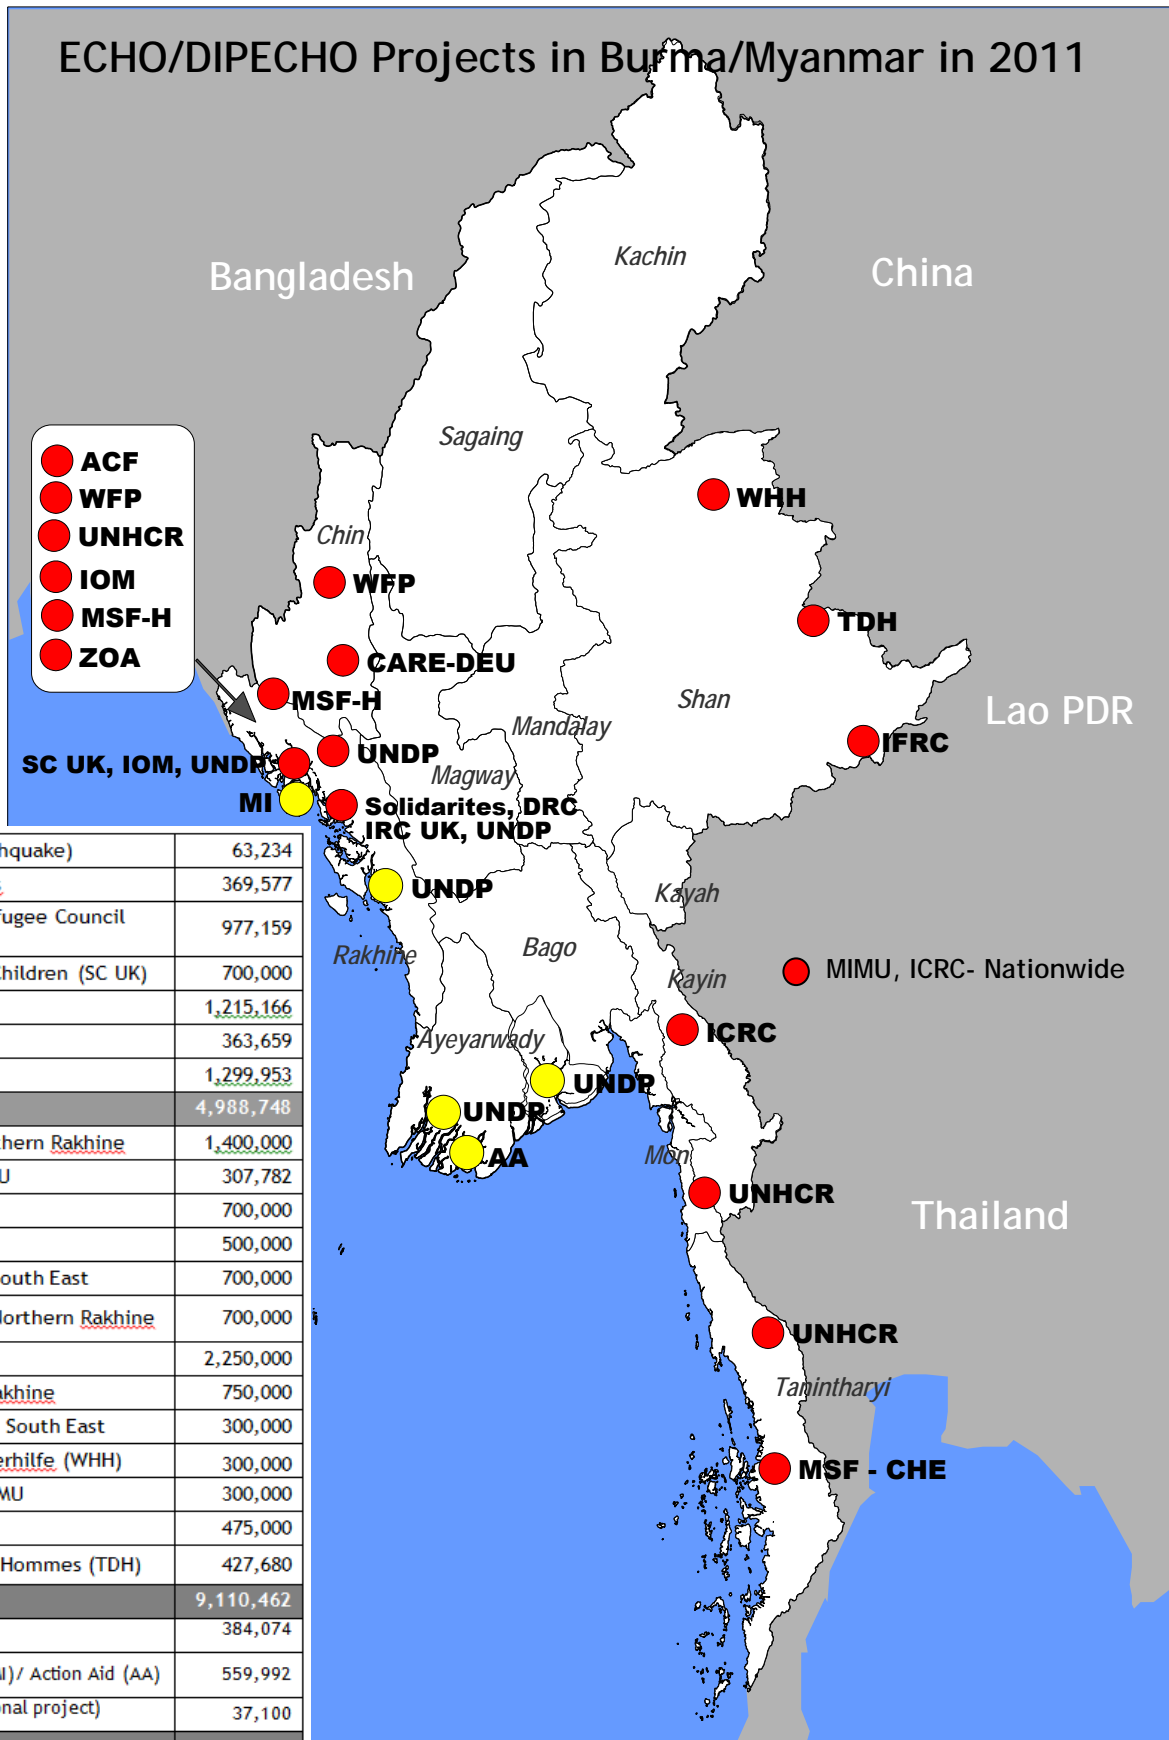 ECHO/DIPECHO Projects in Burma/Myanmar in 2011
Kachin
Bangladesh
China
Sagaing
ACF
WFP
UNHCR
IOM
MSF-H
ZOA
WHH
Chin
WFP
TDH
CARE-DEU
MSF-H
Shan
Lao PDR
Mandalay
IFRC
UNDP
SC UK, IOM, UNDP
Magway
MI
Solidarites, DRC
IRC UK, UNDP
UNDP
Kayah
Rakhine
Bago
Kayin
MIMU, ICRC- Nationwide
ICRC
Ayeyarwady
UNDP
UNDP
AA
Mon
UNHCR
Thailand
UNHCR
Tanintharyi
MSF - CHE
hquake) 63,234
369,577
fugee Council 977,159
Children (SC UK) 700,000
1,215,166
363,659
1,299,953
4,988,748
thern Rakhine 1,400,000
U 307,782
700,000
500,000
outh East 700,000
Northern Rakhine 700,000
2,250,000
akhine 750,000
South East 300,000
erhilfe (WHH) 300,000
MU 300,000
475,000
Hommes (TDH) 427,680
9,110,462
384,074
I)/ Action Aid (AA) 559,992
nal project) 37,100